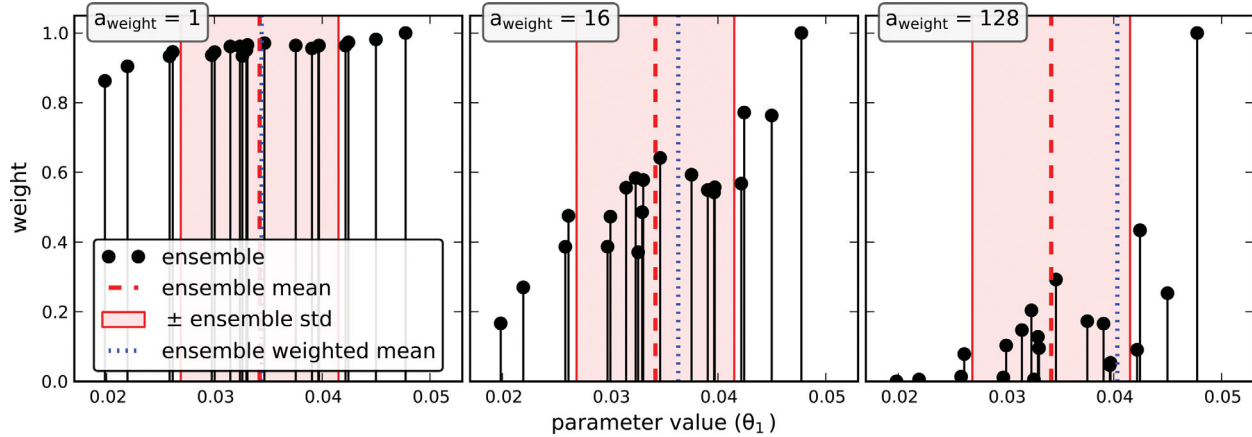 a_weight = 1
a_weight = 16
a_weight = 128
1.0
0.8
0.6
0.4
0.2
0.0
weight
ensemble
ensemble mean
± ensemble std
ensemble weighted mean
0.02 0.03 0.04 0.05
0.02 0.03 0.04 0.05
0.02 0.03 0.04 0.05
parameter value (θ_1)